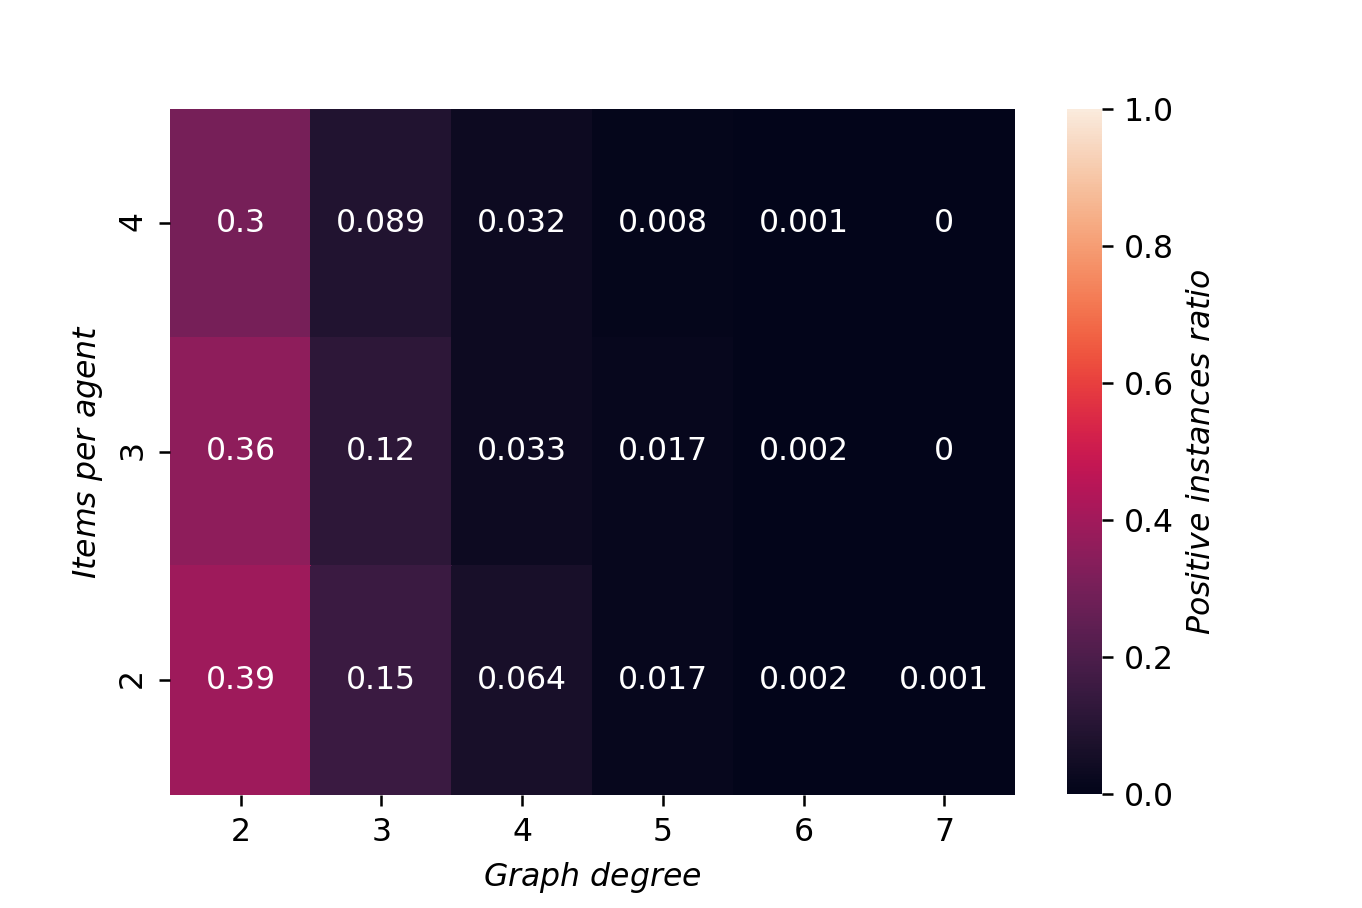 4 0.3 0.089 0.032 0.008 0.001 0
3 0.36 0.12 0.033 0.017 0.002 0
2 0.39 0.15 0.064 0.017 0.002 0.001
2 3 4 5 6 7
Graph degree
Items per agent
1.0
0.8
0.6
0.4
0.2
0.0
Positive instances ratio